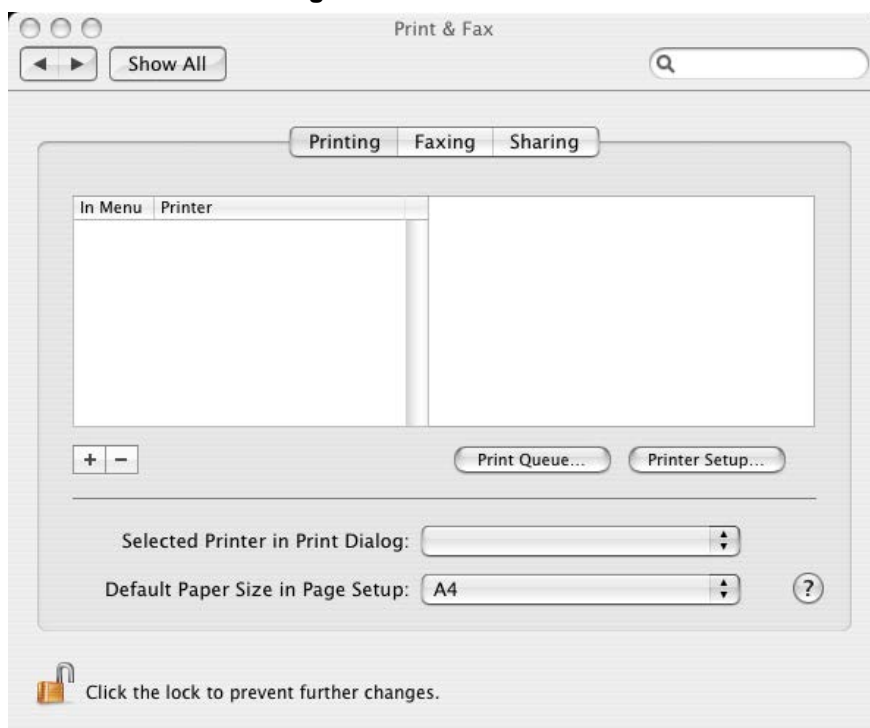 Print & Fax
Show All
Printing Faxing Sharing
In Menu Printer
+ − Print Queue... Printer Setup...
Selected Printer in Print Dialog:
Default Paper Size in Page Setup: A4 ?
Click the lock to prevent further changes.